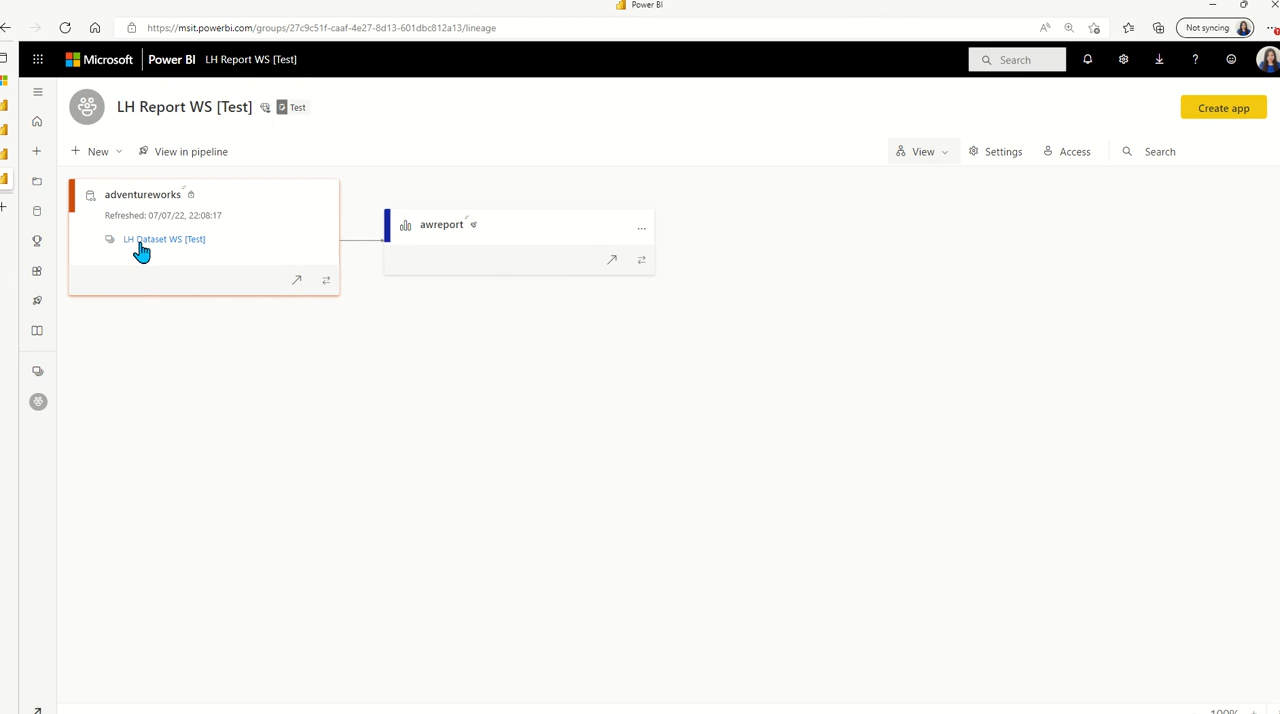 Power BI
https://msit.powerbi.com/groups/27c9c51f-caaf-4e27-8d13-601dbc812a13/lineage
Not syncing
Microsoft Power BI LH Report WS [Test] Search
LH Report WS [Test] Test Create app
New View in pipeline View Settings Access Search
adventureworks
Refreshed: 07/07/22, 22:08:17
LH Dataset WS [Test]
awreport
100%